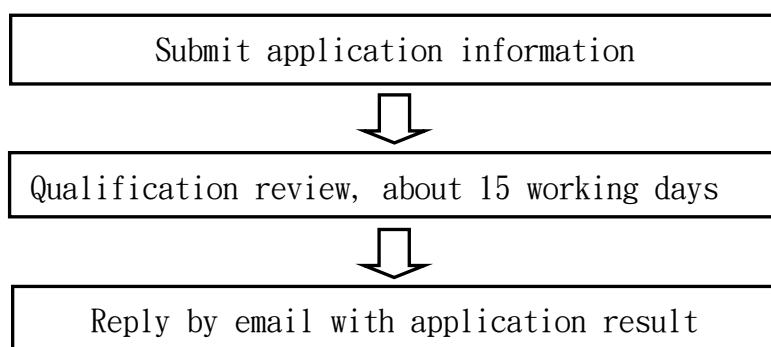 Submit application information
Qualification review, about 15 working days
Reply by email with application result